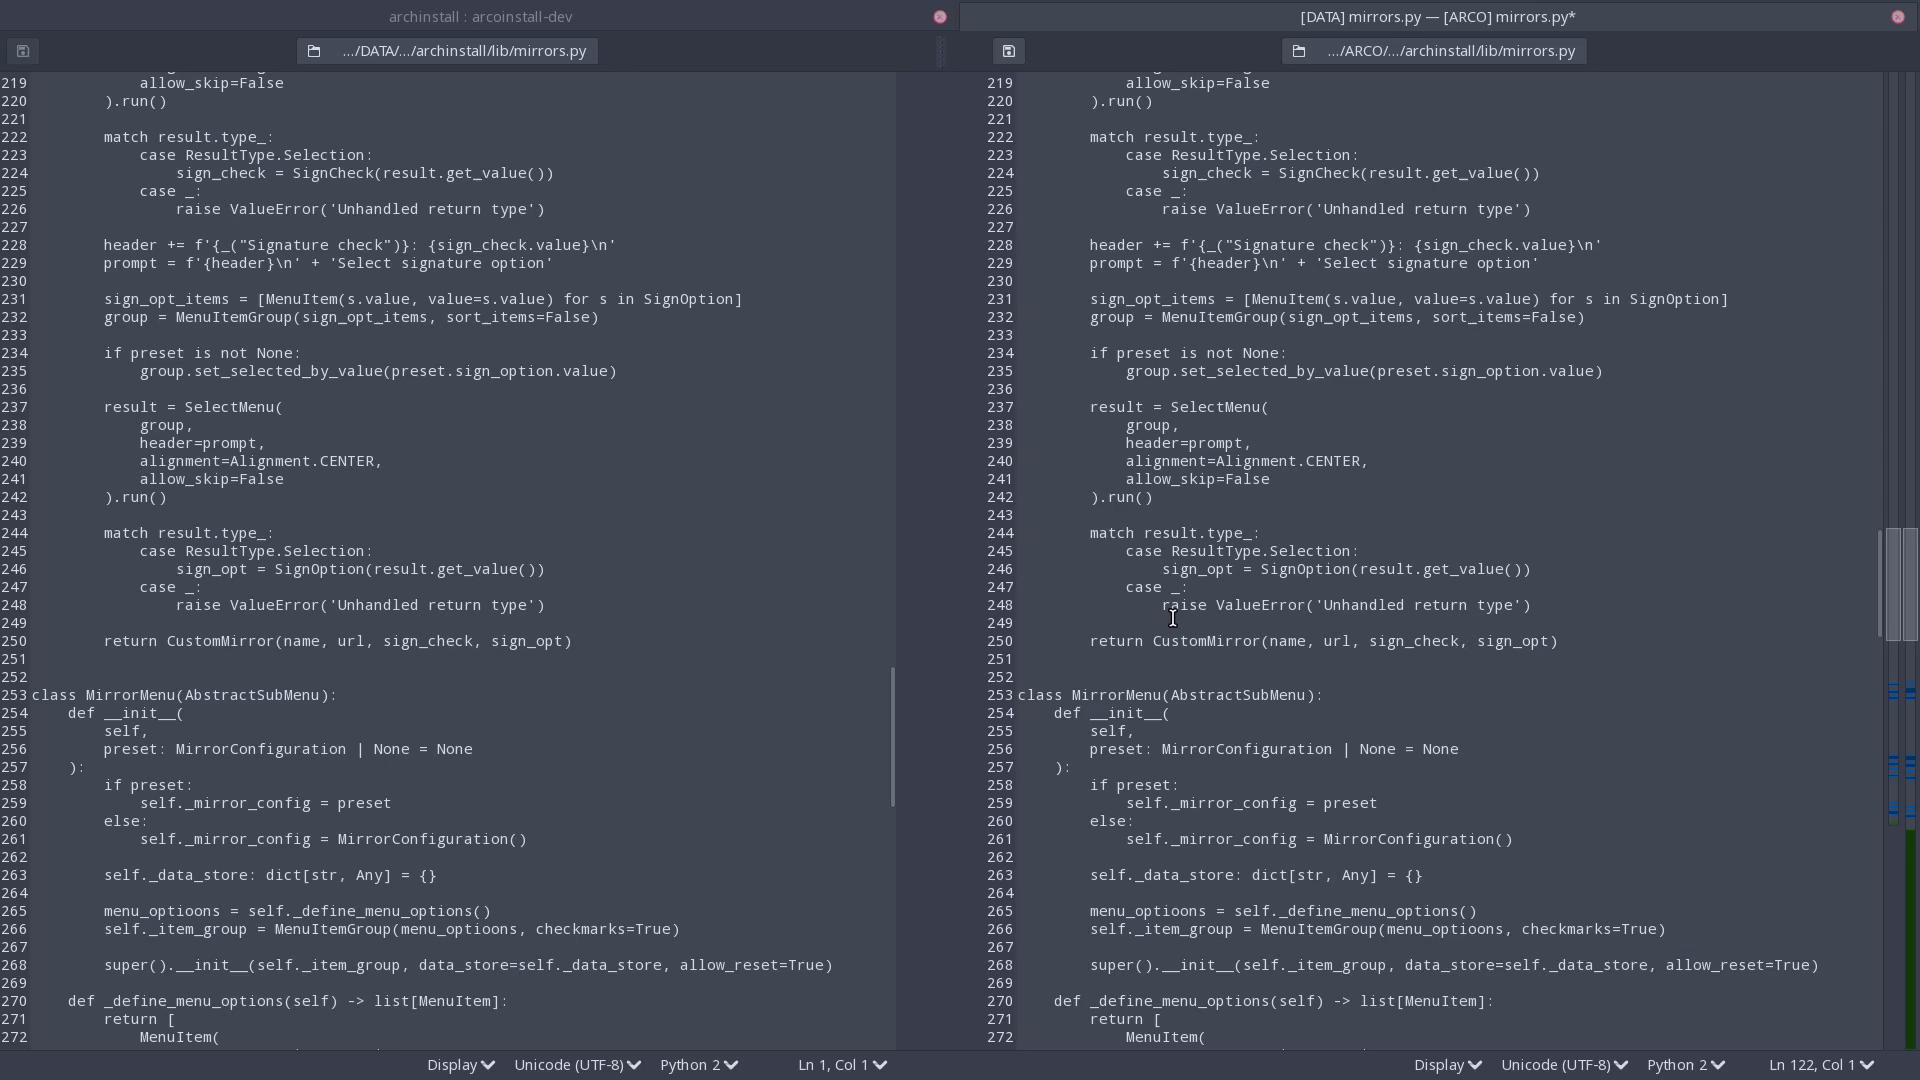 archinstall : arcoinstall-dev
[DATA] mirrors.py — [ARCO] mirrors.py*
.../DATA/.../archinstall/lib/mirrors.py
.../ARCO/.../archinstall/lib/mirrors.py
219             allow_skip=False
220         ).run()
221
222         match result.type_:
223             case ResultType.Selection:
224                 sign_check = SignCheck(result.get_value())
225             case _:
226                 raise ValueError('Unhandled return type')
227
228         header += f'{_("Signature check")}: {sign_check.value}\n'
229         prompt = f'{header}\n' + 'Select signature option'
230
231         sign_opt_items = [MenuItem(s.value, value=s.value) for s in SignOption]
232         group = MenuItemGroup(sign_opt_items, sort_items=False)
233
234         if preset is not None:
235             group.set_selected_by_value(preset.sign_option.value)
236
237         result = SelectMenu(
238             group,
239             header=prompt,
240             alignment=Alignment.CENTER,
241             allow_skip=False
242         ).run()
243
244         match result.type_:
245             case ResultType.Selection:
246                 sign_opt = SignOption(result.get_value())
247             case _:
248                 raise ValueError('Unhandled return type')
249
250         return CustomMirror(name, url, sign_check, sign_opt)
251
252
253 class MirrorMenu(AbstractSubMenu):
254     def __init__(
255         self,
256         preset: MirrorConfiguration | None = None
257     ):
258         if preset:
259             self._mirror_config = preset
260         else:
261             self._mirror_config = MirrorConfiguration()
262
263         self._data_store: dict[str, Any] = {}
264
265         menu_optioons = self._define_menu_options()
266         self._item_group = MenuItemGroup(menu_optioons, checkmarks=True)
267
268         super().__init__(self._item_group, data_store=self._data_store, allow_reset=True)
269
270     def _define_menu_options(self) -> list[MenuItem]:
271         return [
272             MenuItem(
219             allow_skip=False
220         ).run()
221
222         match result.type_:
223             case ResultType.Selection:
224                 sign_check = SignCheck(result.get_value())
225             case _:
226                 raise ValueError('Unhandled return type')
227
228         header += f'{_("Signature check")}: {sign_check.value}\n'
229         prompt = f'{header}\n' + 'Select signature option'
230
231         sign_opt_items = [MenuItem(s.value, value=s.value) for s in SignOption]
232         group = MenuItemGroup(sign_opt_items, sort_items=False)
233
234         if preset is not None:
235             group.set_selected_by_value(preset.sign_option.value)
236
237         result = SelectMenu(
238             group,
239             header=prompt,
240             alignment=Alignment.CENTER,
241             allow_skip=False
242         ).run()
243
244         match result.type_:
245             case ResultType.Selection:
246                 sign_opt = SignOption(result.get_value())
247             case _:
248                 raise ValueError('Unhandled return type')
249
250         return CustomMirror(name, url, sign_check, sign_opt)
251
252
253 class MirrorMenu(AbstractSubMenu):
254     def __init__(
255         self,
256         preset: MirrorConfiguration | None = None
257     ):
258         if preset:
259             self._mirror_config = preset
260         else:
261             self._mirror_config = MirrorConfiguration()
262
263         self._data_store: dict[str, Any] = {}
264
265         menu_optioons = self._define_menu_options()
266         self._item_group = MenuItemGroup(menu_optioons, checkmarks=True)
267
268         super().__init__(self._item_group, data_store=self._data_store, allow_reset=True)
269
270     def _define_menu_options(self) -> list[MenuItem]:
271         return [
272             MenuItem(
Display Unicode (UTF-8) Python 2 Ln 1, Col 1
Display Unicode (UTF-8) Python 2 Ln 122, Col 1